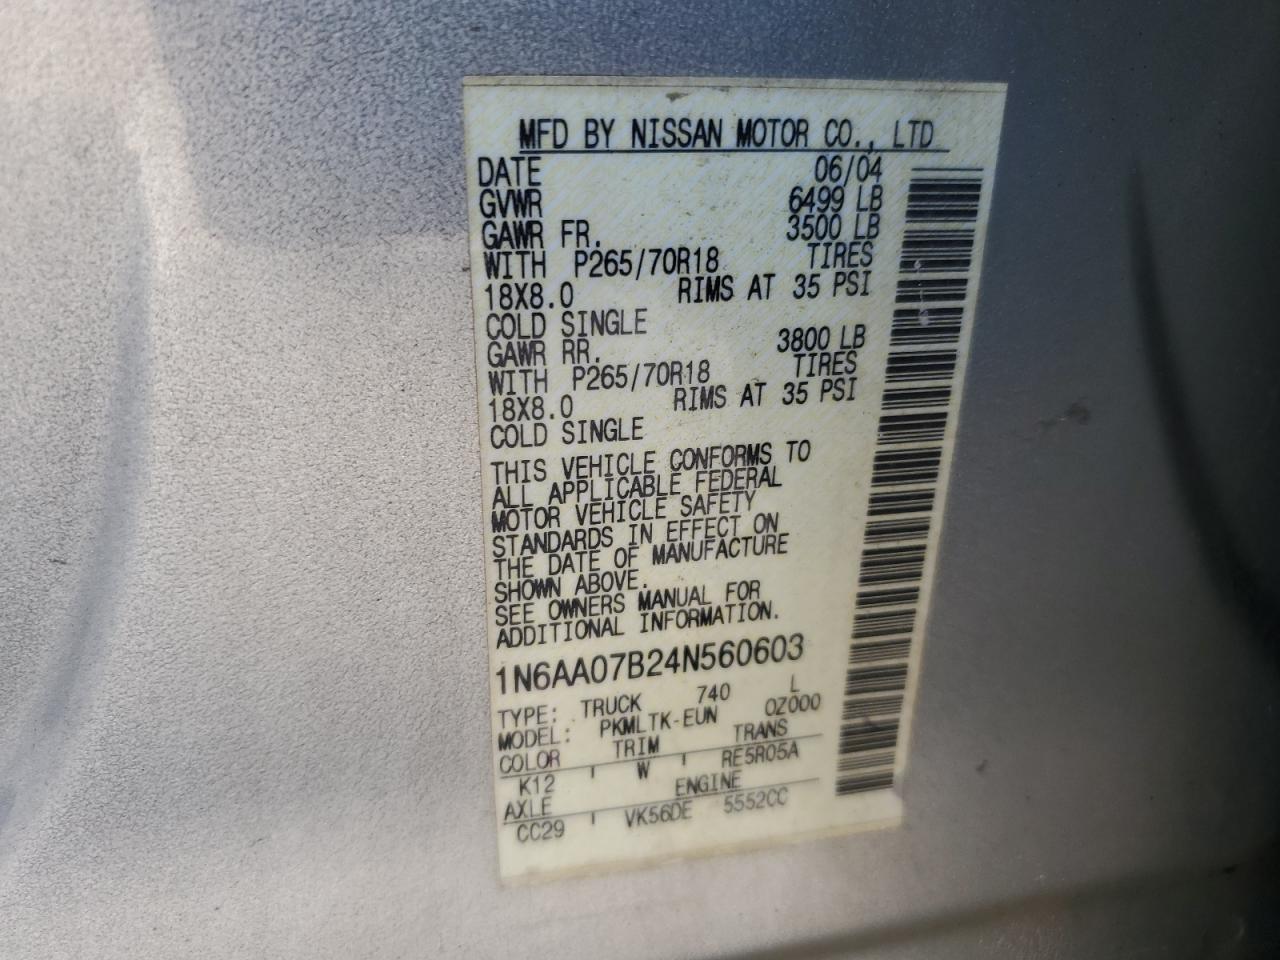 MFD BY NISSAN MOTOR CO., LTD
DATE 06/04
GVWR 6499 LB
GAWR FR. 3500 LB
WITH P265/70R18 TIRES
18X8.0 RIMS AT 35 PSI
COLD SINGLE
GAWR RR. 3800 LB
WITH P265/70R18 TIRES
18X8.0 RIMS AT 35 PSI
COLD SINGLE
THIS VEHICLE CONFORMS TO
ALL APPLICABLE FEDERAL
MOTOR VEHICLE SAFETY
STANDARDS IN EFFECT ON
THE DATE OF MANUFACTURE
SHOWN ABOVE.
SEE OWNERS MANUAL FOR
ADDITIONAL INFORMATION.
1N6AA07B24N560603
TYPE: TRUCK 740 L
MODEL: PKMLTK-EUN 0Z000
COLOR TRIM TRANS
K12 W RE5R05A
AXLE ENGINE
CC29 VK56DE 5552CC